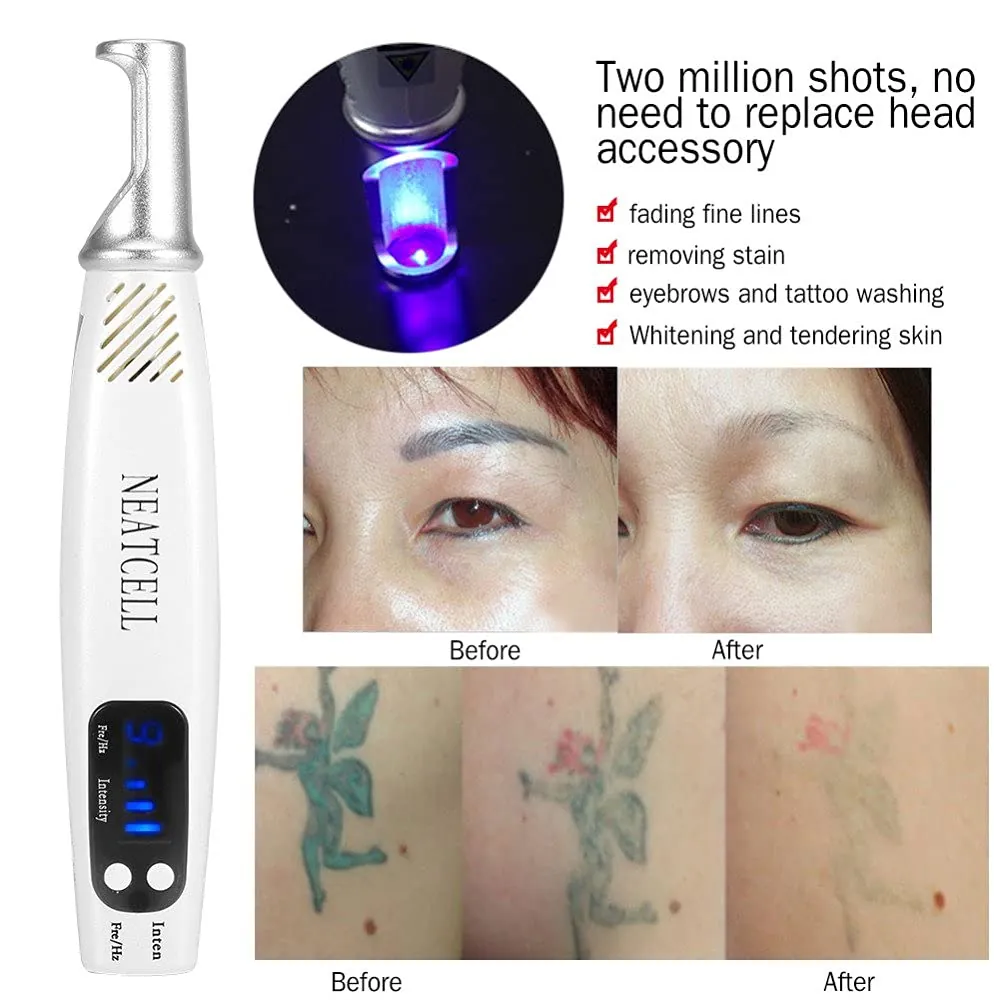 Two million shots, no
need to replace head
accessory
fading fine lines
removing stain
eyebrows and tattoo washing
Whitening and tendering skin
NEATCELL
Before
After
9
Fre/Hz
Intensity
Inten
Fre/Hz
Before
After